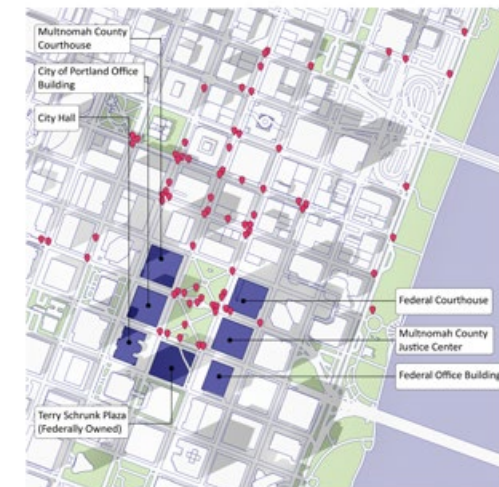 Multnomah County
Courthouse
City of Portland Office
Building
City Hall
Federal Courthouse
Multnomah County
Justice Center
Federal Office Building
Terry Schrunk Plaza
(Federally Owned)